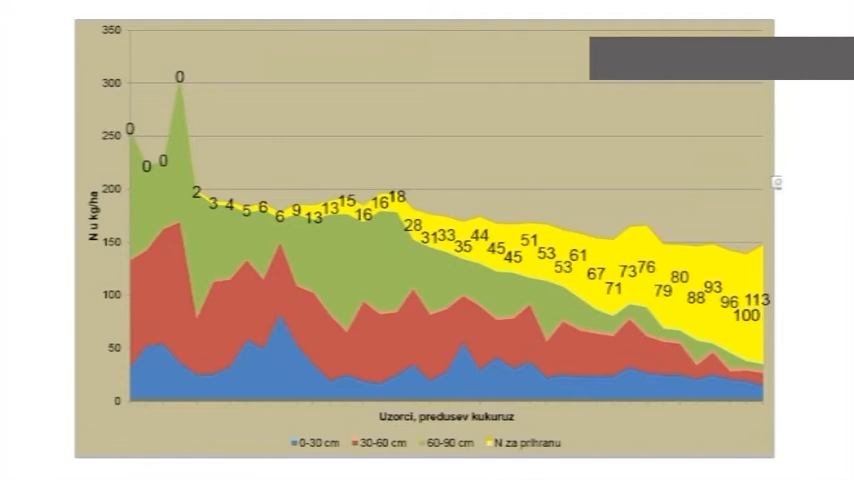 350
300
250
200
150
100
50
0
N u kg/ha
0 0 0 0 2 3 4 5 6 6 9 13 13 15 16 16 18 28 31 33 35 44 45 45 51 53 53 61 67 71 73 76 79 80 88 93 96 100 113
Uzorci, predusev kukuruz
0-30 cm 30-60 cm 60-90 cm N za prihranu